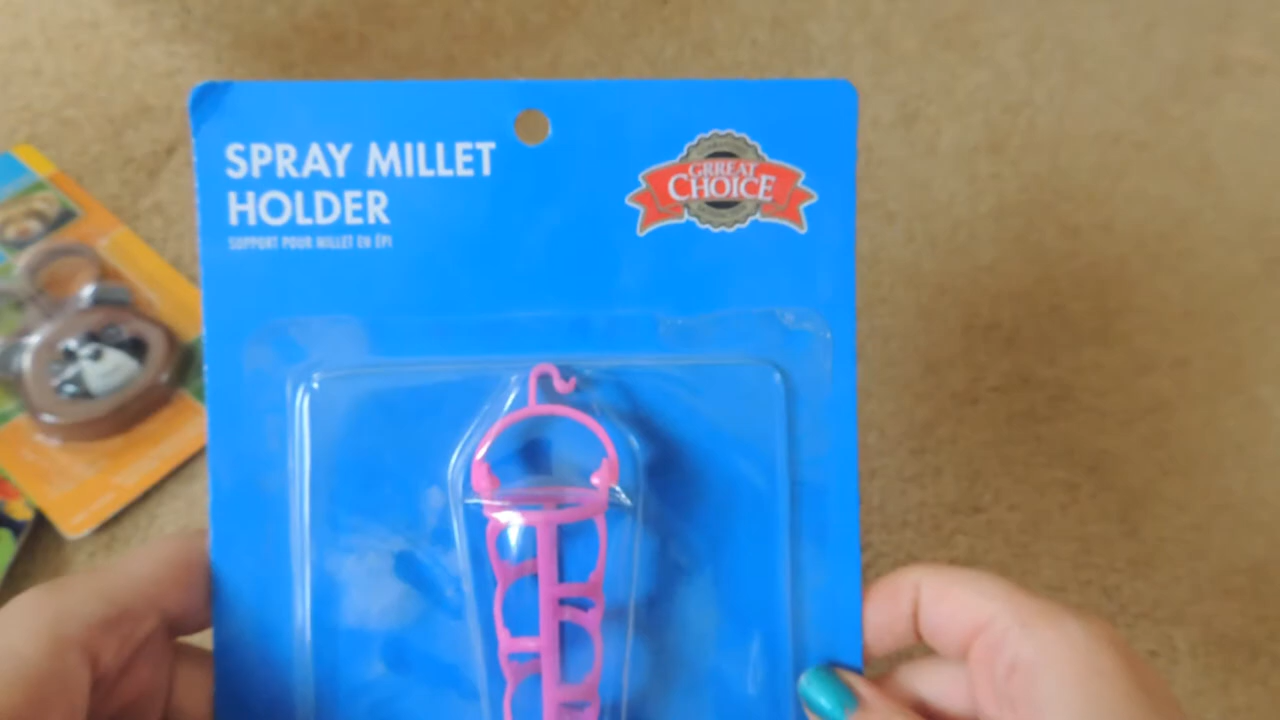 SPRAY MILLET
HOLDER
SUPPORT POUR MILLET EN ÉPI
GRREAT
CHOICE